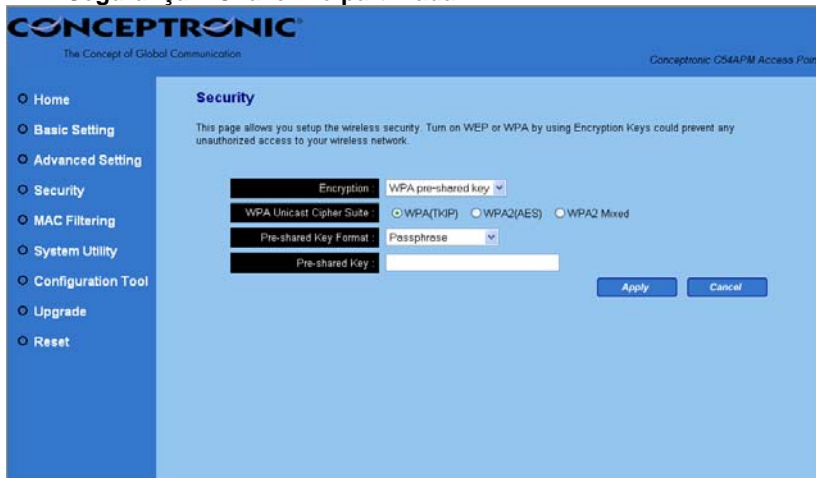 CONCEPTRONIC
The Concept of Global Communication
Conceptronic C54APM Access Poin
Home
Basic Setting
Advanced Setting
Security
MAC Filtering
System Utility
Configuration Tool
Upgrade
Reset
Security
This page allows you setup the wireless security. Turn on WEP or WPA by using Encryption Keys could prevent any
unauthorized access to your wireless network.
Encryption : WPA pre-shared key
WPA Unicast Cipher Suite : WPA(TKIP) WPA2(AES) WPA2 Mixed
Pre-shared Key Format : Passphrase
Pre-shared Key :
Apply Cancel